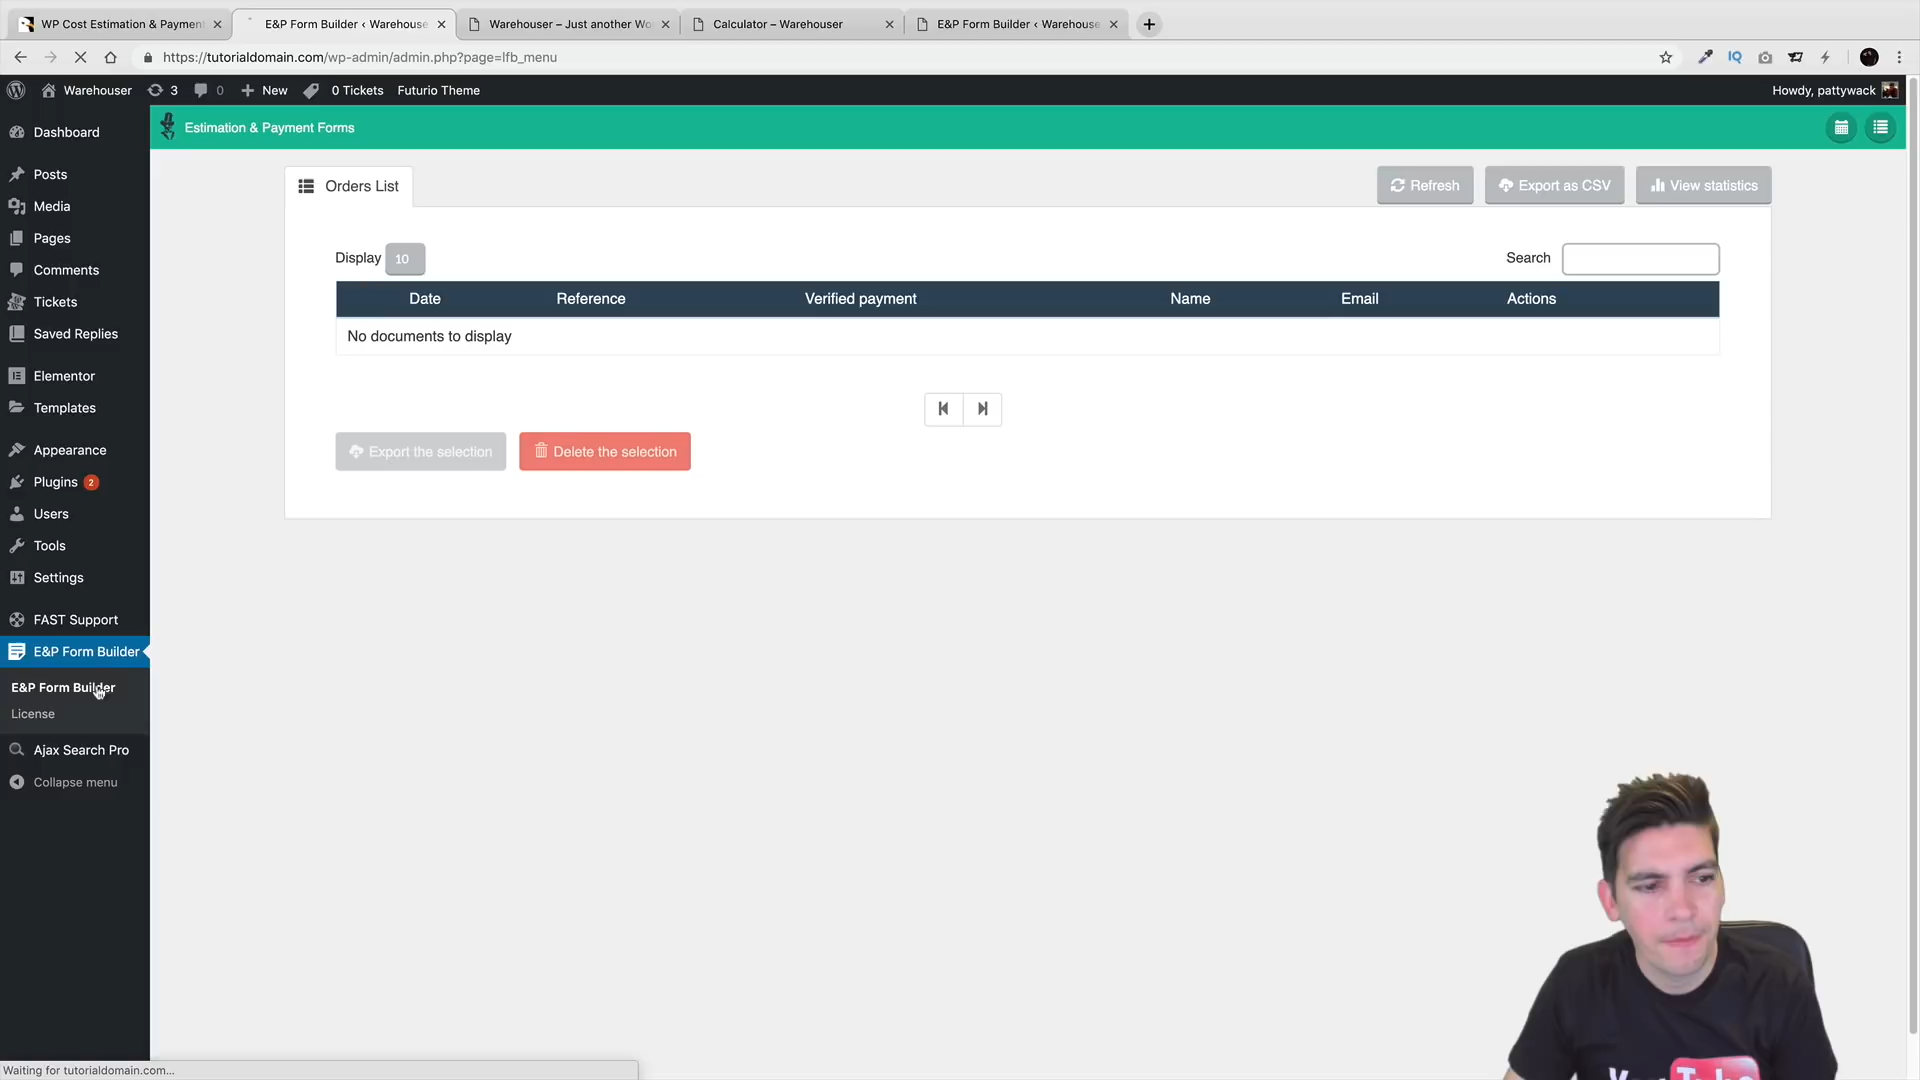 WP Cost Estimation & Payment
E&P Form Builder ‹ Warehouse
Warehouser – Just another Wo
Calculator – Warehouser
E&P Form Builder ‹ Warehouse
https://tutorialdomain.com/wp-admin/admin.php?page=lfb_menu
IQ
Warehouser
3
0
New
0 Tickets
Futurio Theme
Howdy, pattywack
Dashboard
Posts
Media
Pages
Comments
Tickets
Saved Replies
Elementor
Templates
Appearance
Plugins 2
Users
Tools
Settings
FAST Support
E&P Form Builder
E&P Form Builder
License
Ajax Search Pro
Collapse menu
Estimation & Payment Forms
Orders List
Refresh
Export as CSV
View statistics
Display 10
Search
Date Reference Verified payment Name Email Actions
No documents to display
Export the selection
Delete the selection
Waiting for tutorialdomain.com...